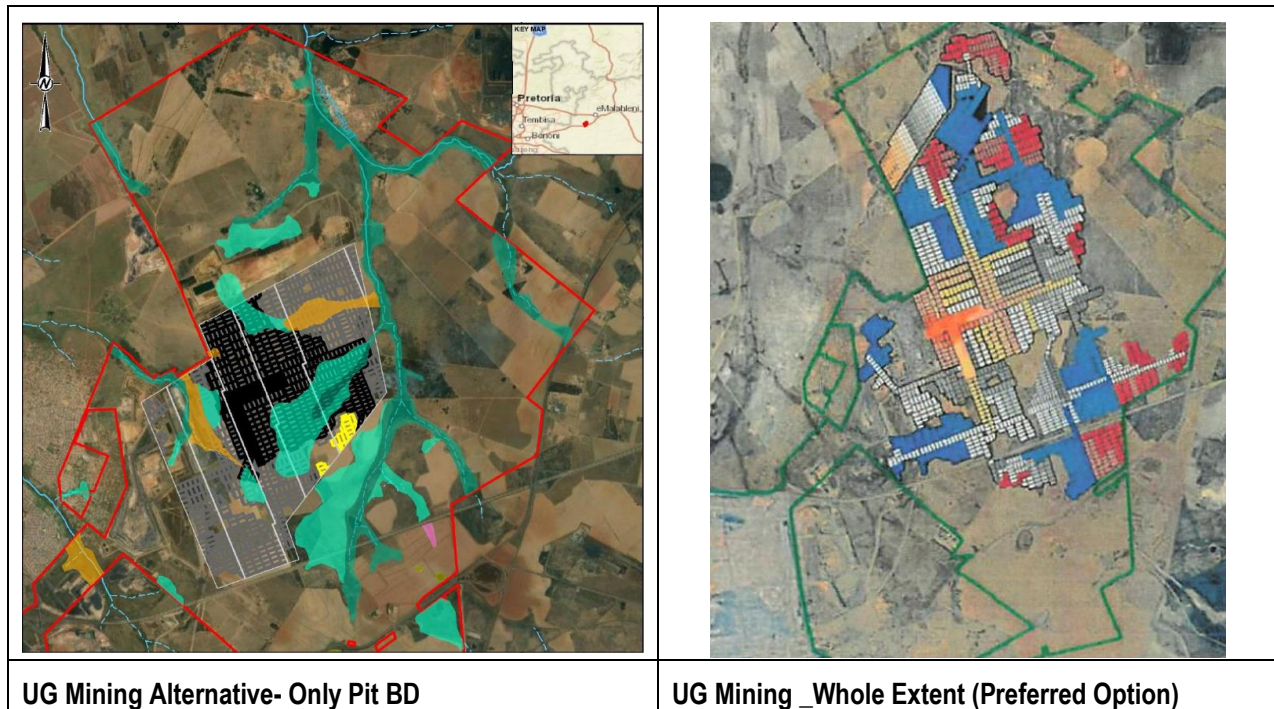 KEY MAP
Pretoria
eMalahleni
Tembisa
Benoni
N
UG Mining Alternative- Only Pit BD
UG Mining _Whole Extent (Preferred Option)